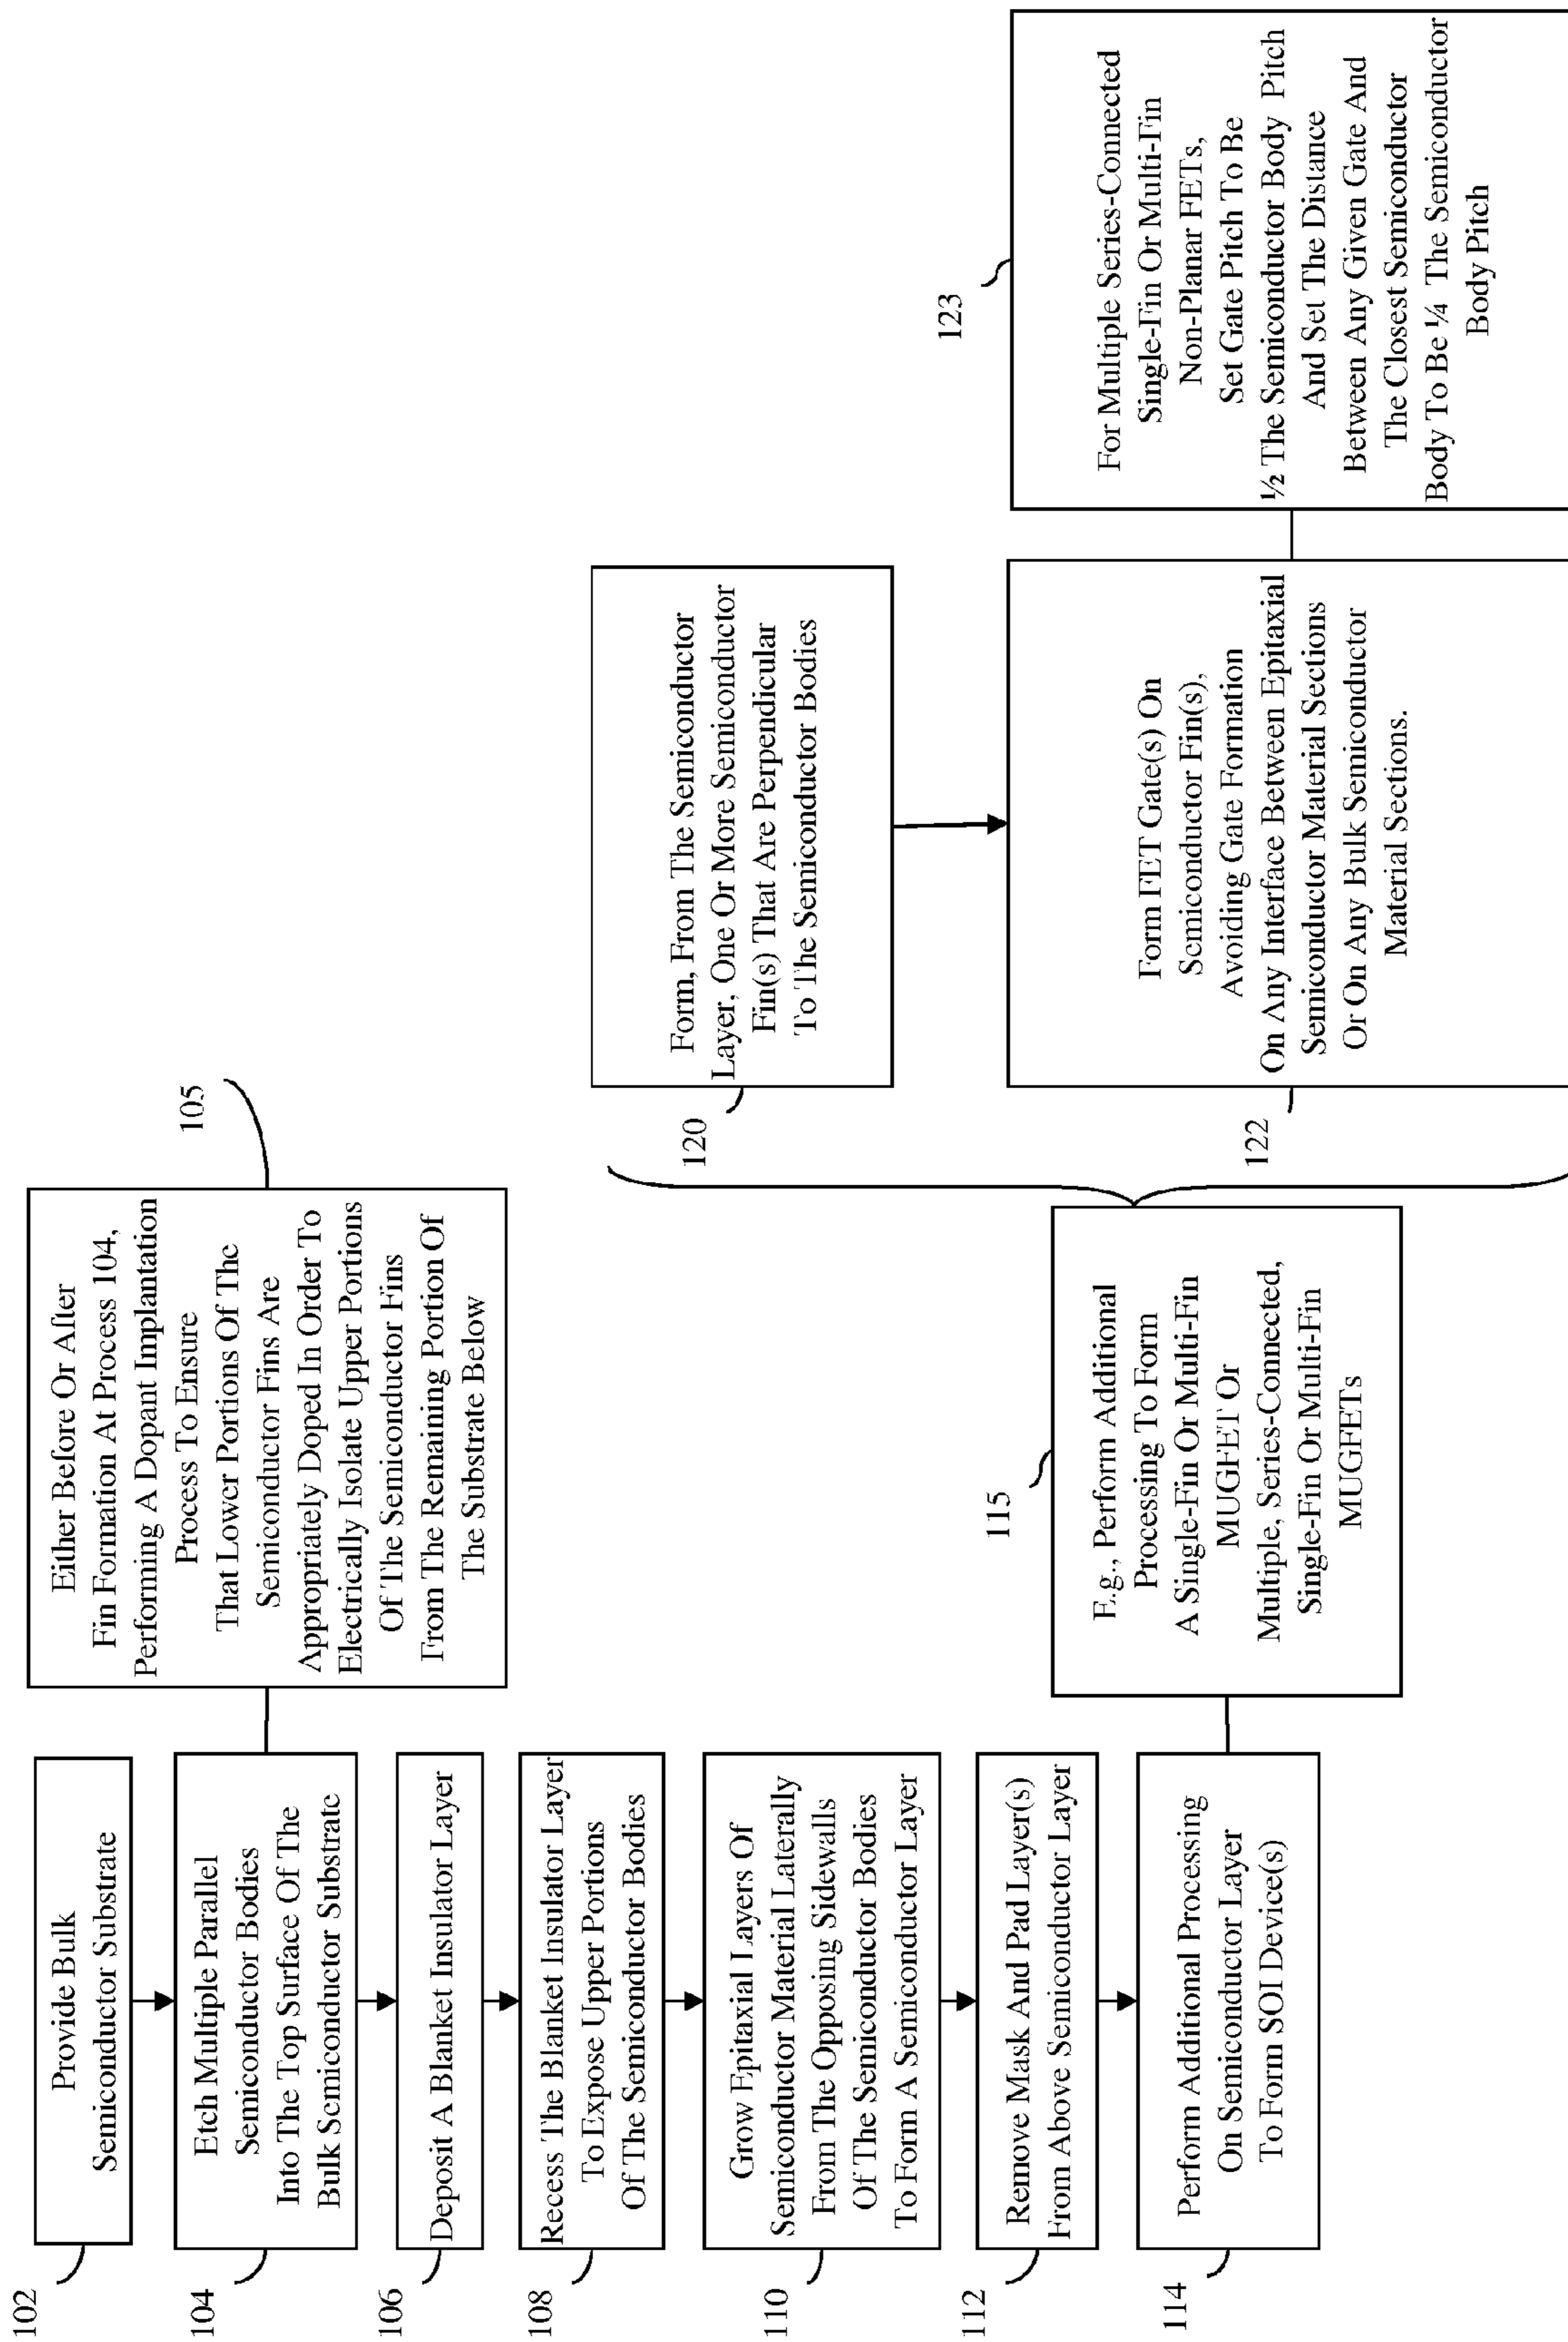 102
Provide Bulk
Semiconductor Substrate
104
Etch Multiple Parallel
Semiconductor Bodies
Into The Top Surface Of The
Bulk Semiconductor Substrate
105
Either Before Or After
Fin Formation At Process 104,
Performing A Dopant Implantation
Process To Ensure
That Lower Portions Of The
Semiconductor Fins Are
Appropriately Doped In Order To
Electrically Isolate Upper Portions
Of The Semiconductor Fins
From The Remaining Portion Of
The Substrate Below
106
Deposit A Blanket Insulator Layer
108
Recess The Blanket Insulator Layer
To Expose Upper Portions
Of The Semiconductor Bodies
110
Grow Epitaxial Layers Of
Semiconductor Material Laterally
From The Opposing Sidewalls
Of The Semiconductor Bodies
To Form A Semiconductor Layer
112
Remove Mask And Pad Layer(s)
From Above Semiconductor Layer
114
Perform Additional Processing
On Semiconductor Layer
To Form SOI Device(s)
115
E.g., Perform Additional
Processing To Form
A Single-Fin Or Multi-Fin
MUGFET Or
Multiple, Series-Connected,
Single-Fin Or Multi-Fin
MUGFETs
120
Form, From The Semiconductor
Layer, One Or More Semiconductor
Fin(s) That Are Perpendicular
To The Semiconductor Bodies
122
Form FET Gate(s) On
Semiconductor Fin(s),
Avoiding Gate Formation
On Any Interface Between Epitaxial
Semiconductor Material Sections
Or On Any Bulk Semiconductor
Material Sections.
123
For Multiple Series-Connected
Single-Fin Or Multi-Fin
Non-Planar FETs,
Set Gate Pitch To Be
½ The Semiconductor Body Pitch
And Set The Distance
Between Any Given Gate And
The Closest Semiconductor
Body To Be ¼ The Semiconductor
Body Pitch